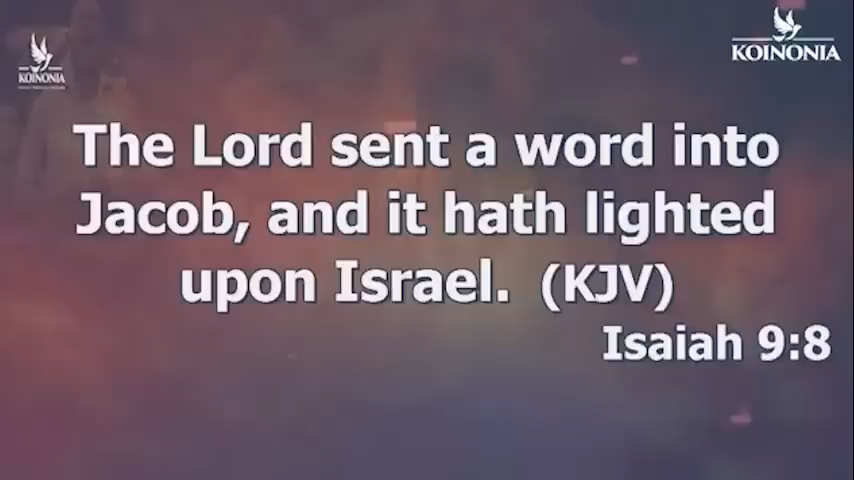 KOINONIA
KOINONIA
The Lord sent a word into
Jacob, and it hath lighted
upon Israel. (KJV)
Isaiah 9:8